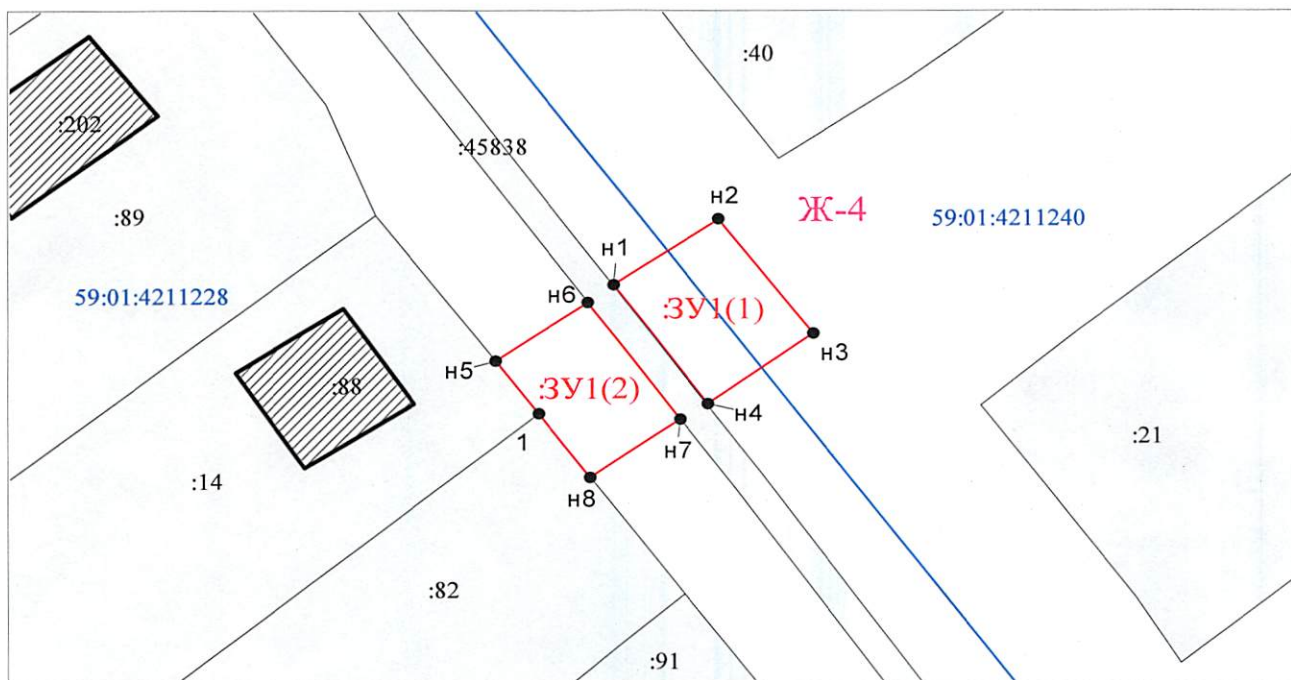 :40
:202
:45838
:89
н2
Ж-4
59:01:4211240
н1
59:01:4211228
н6
:ЗУ1(1)
н3
н5
:88
:ЗУ1(2)
н4
1
н7
:21
:14
н8
:82
:91